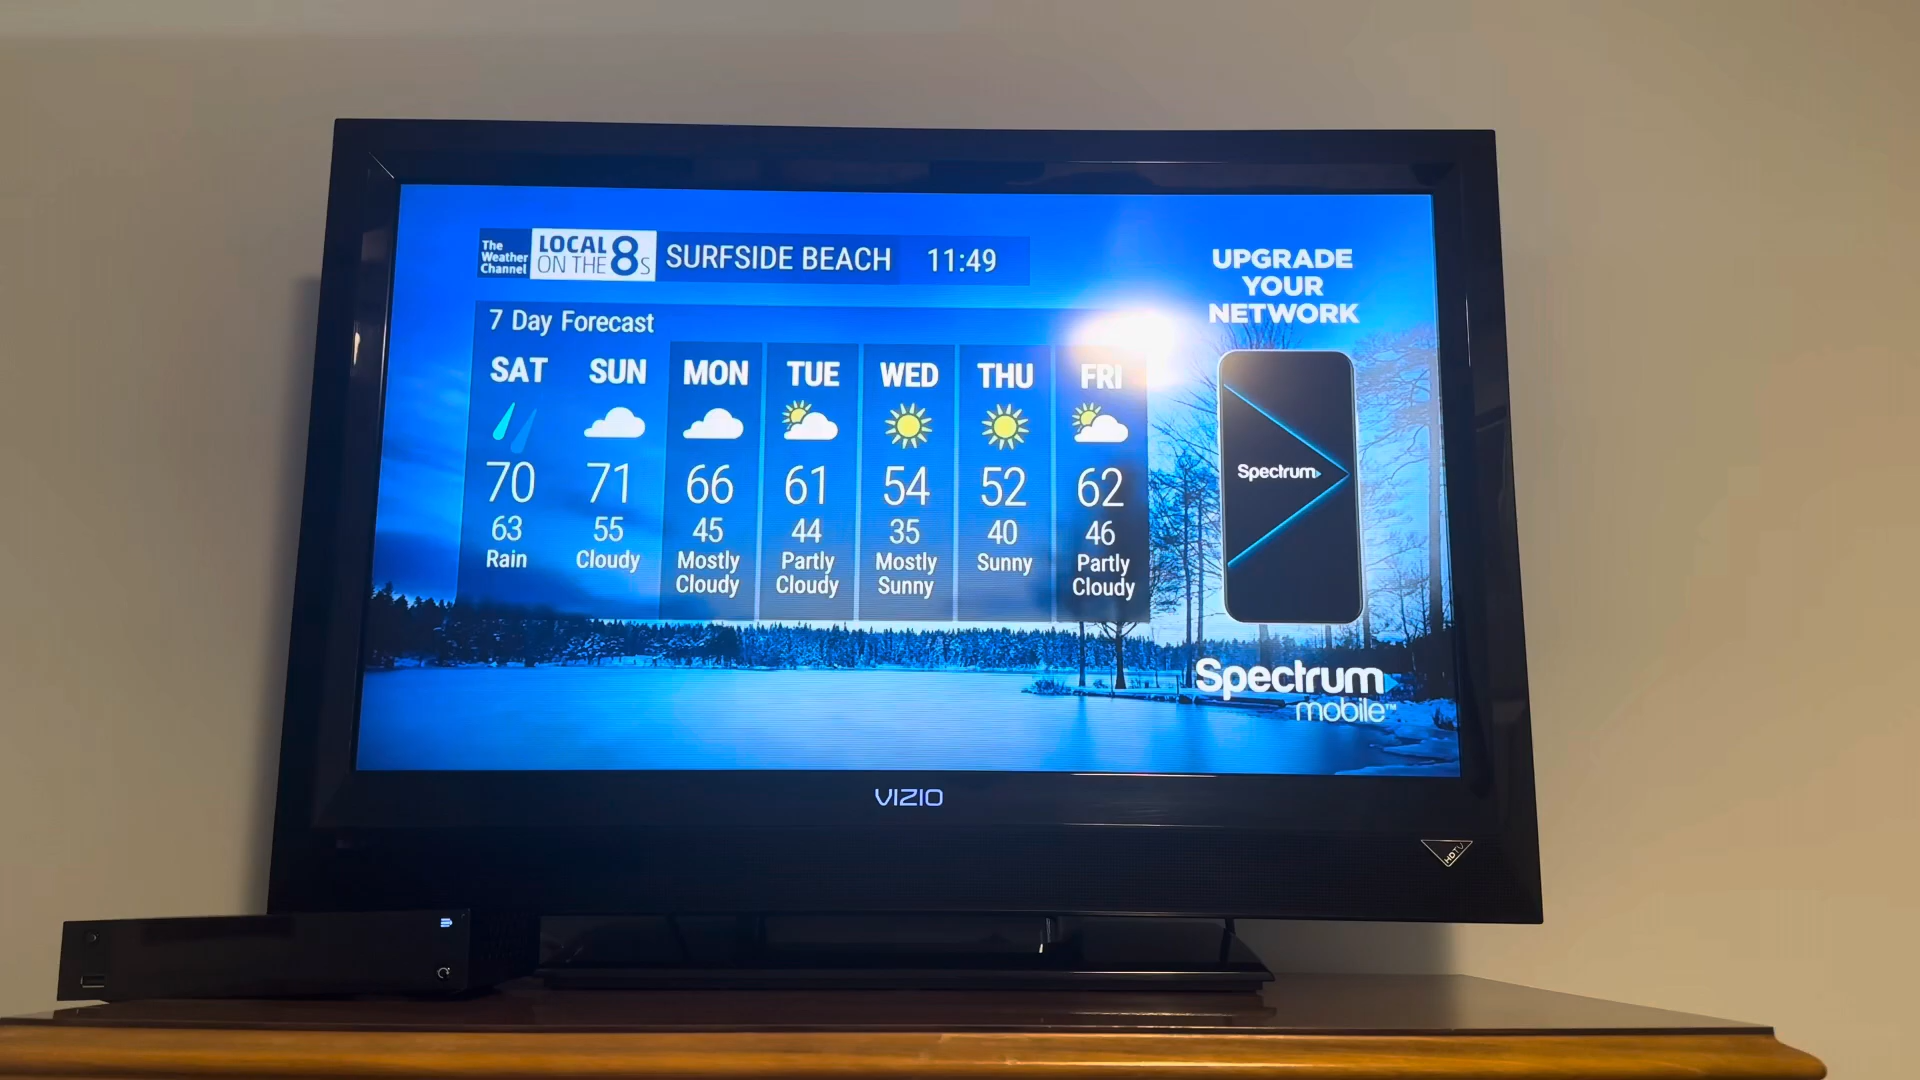 The Weather Channel
LOCAL ON THE 8s
SURFSIDE BEACH 11:49
UPGRADE
YOUR
NETWORK
7 Day Forecast
SAT SUN MON TUE WED THU FRI
70 71 66 61 54 52 62
63 55 45 44 35 40 46
Rain Cloudy Mostly Cloudy Partly Cloudy Mostly Sunny Sunny Partly Cloudy
Spectrum
Spectrum
mobile™
VIZIO
HDTV